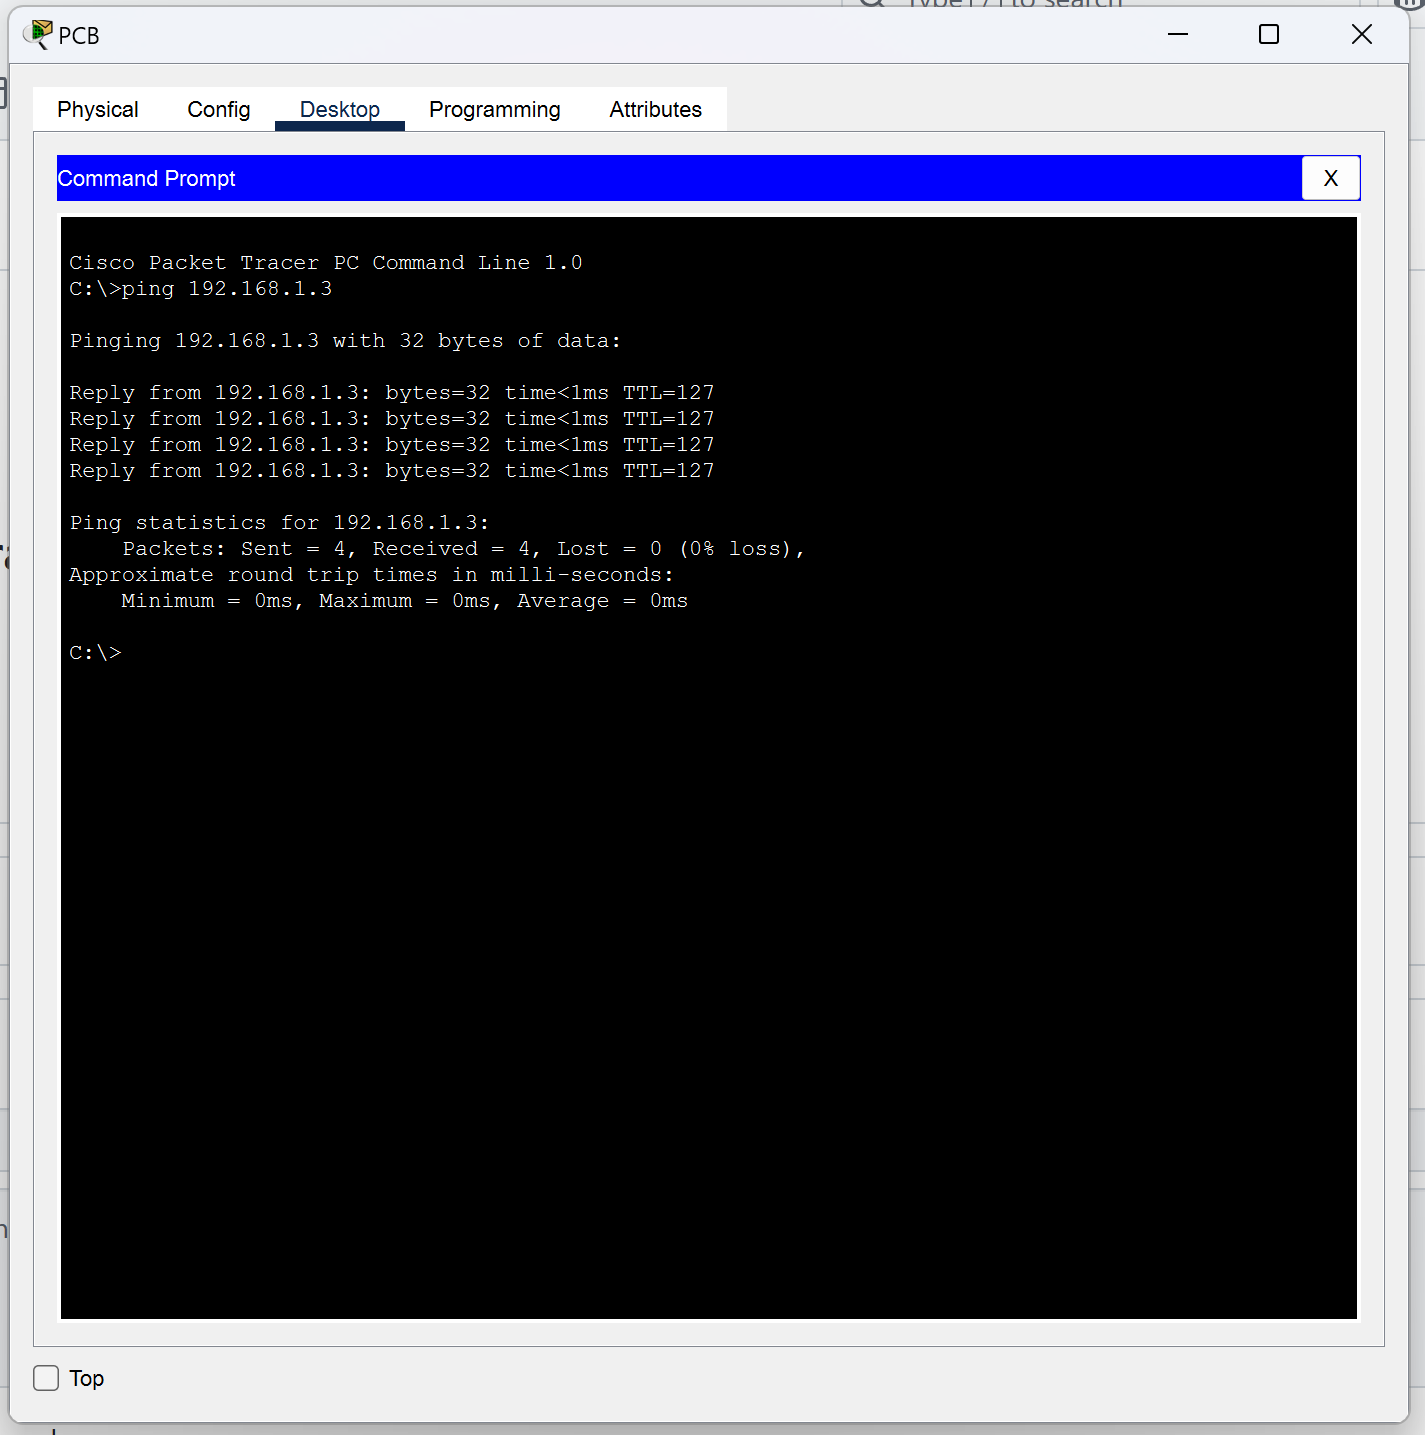 PCB
Physical Config Desktop Programming Attributes
Command Prompt X
Cisco Packet Tracer PC Command Line 1.0
C:\>ping 192.168.1.3
Pinging 192.168.1.3 with 32 bytes of data:
Reply from 192.168.1.3: bytes=32 time<1ms TTL=127
Reply from 192.168.1.3: bytes=32 time<1ms TTL=127
Reply from 192.168.1.3: bytes=32 time<1ms TTL=127
Reply from 192.168.1.3: bytes=32 time<1ms TTL=127
Ping statistics for 192.168.1.3:
Packets: Sent = 4, Received = 4, Lost = 0 (0% loss),
Approximate round trip times in milli-seconds:
Minimum = 0ms, Maximum = 0ms, Average = 0ms
C:\>
Top